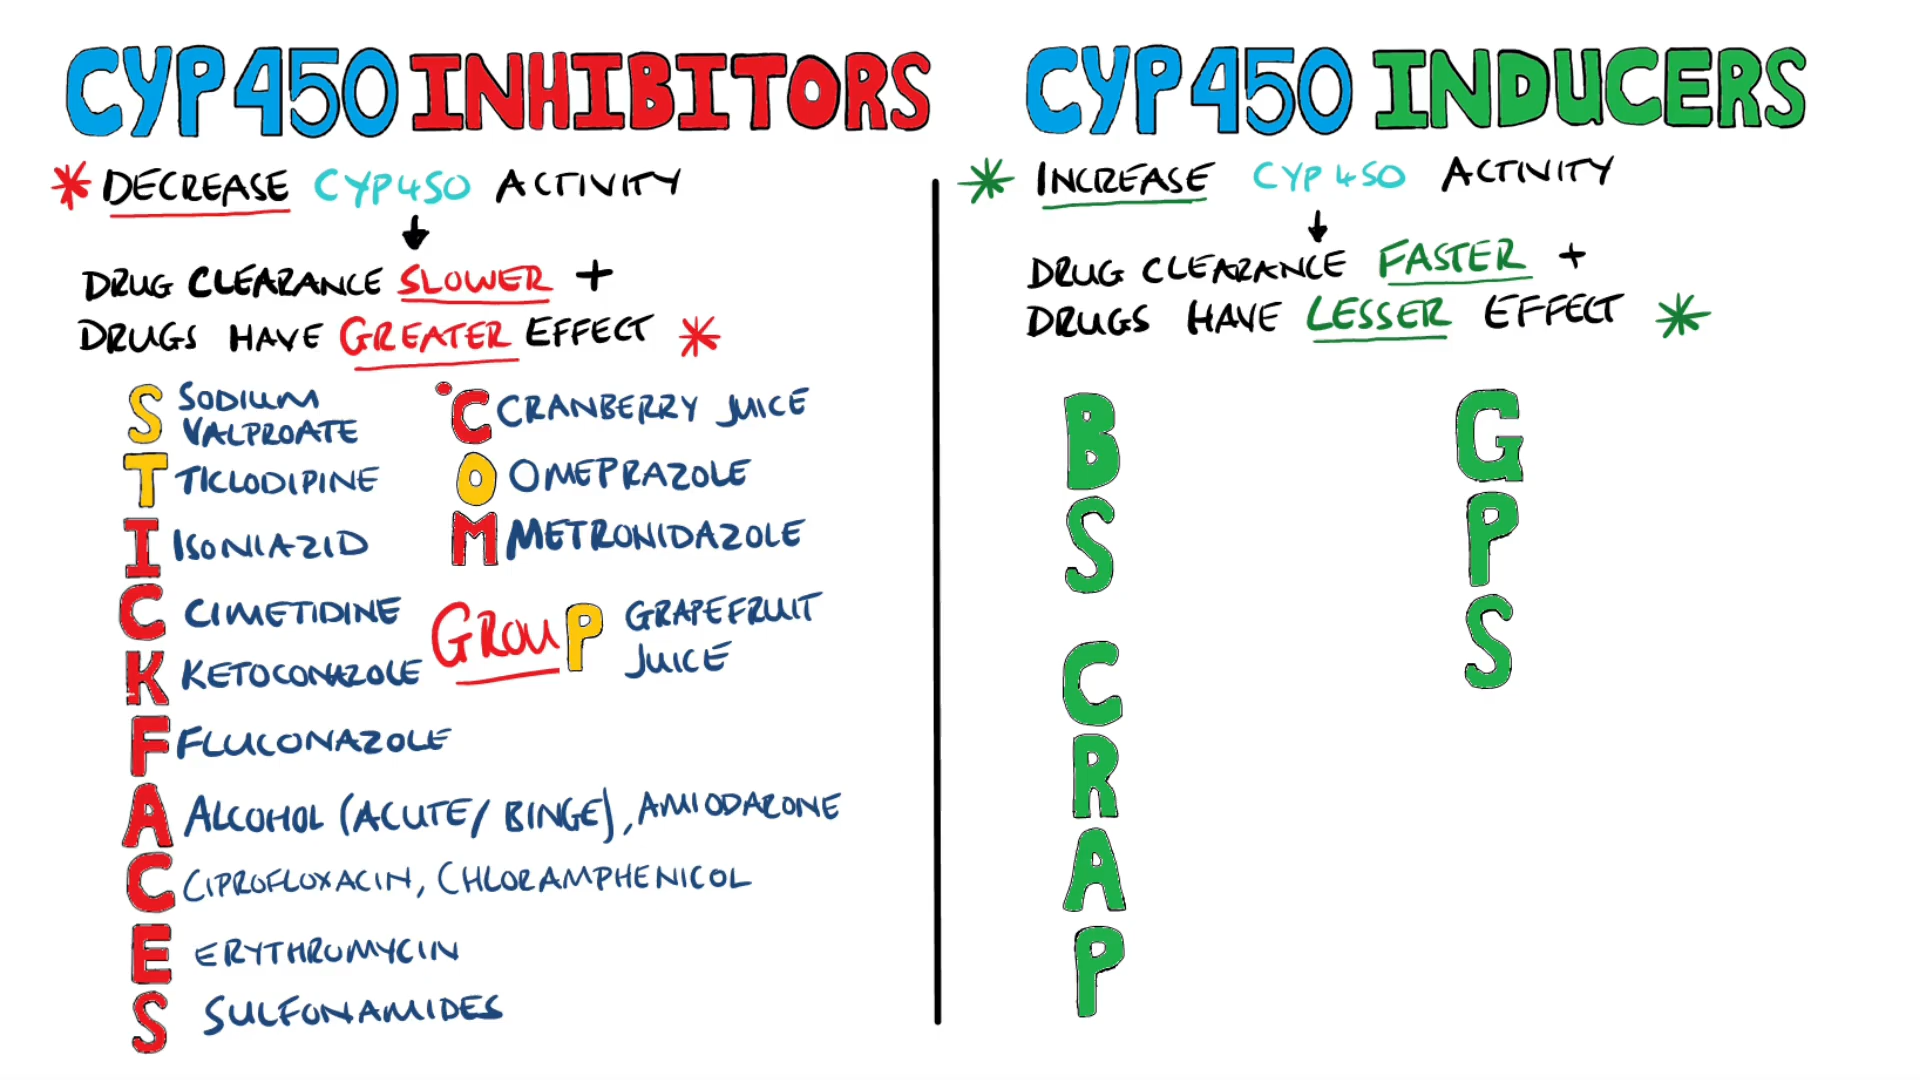 CYP450 INHIBITORS
* DECREASE CYP450 ACTIVITY
↓
DRUG CLEARANCE SLOWER +
DRUGS HAVE GREATER EFFECT *
S SODIUM
VALPROATE
T TICLODIPINE
I ISONIAZID
C CIMETIDINE
K KETOCONAZOLE
F FLUCONAZOLE
A ALCOHOL (ACUTE/BINGE), AMIODARONE
C CIPROFLOXACIN, CHLORAMPHENICOL
E ERYTHROMYCIN
S SULFONAMIDES
.C CRANBERRY JUICE
O OMEPRAZOLE
M METRONIDAZOLE
GROUP GRAPEFRUIT
JUICE
CYP450 INDUCERS
* INCREASE CYP450 ACTIVITY
↓
DRUG CLEARANCE FASTER +
DRUGS HAVE LESSER EFFECT *
B
S
C
R
A
P
G
P
S